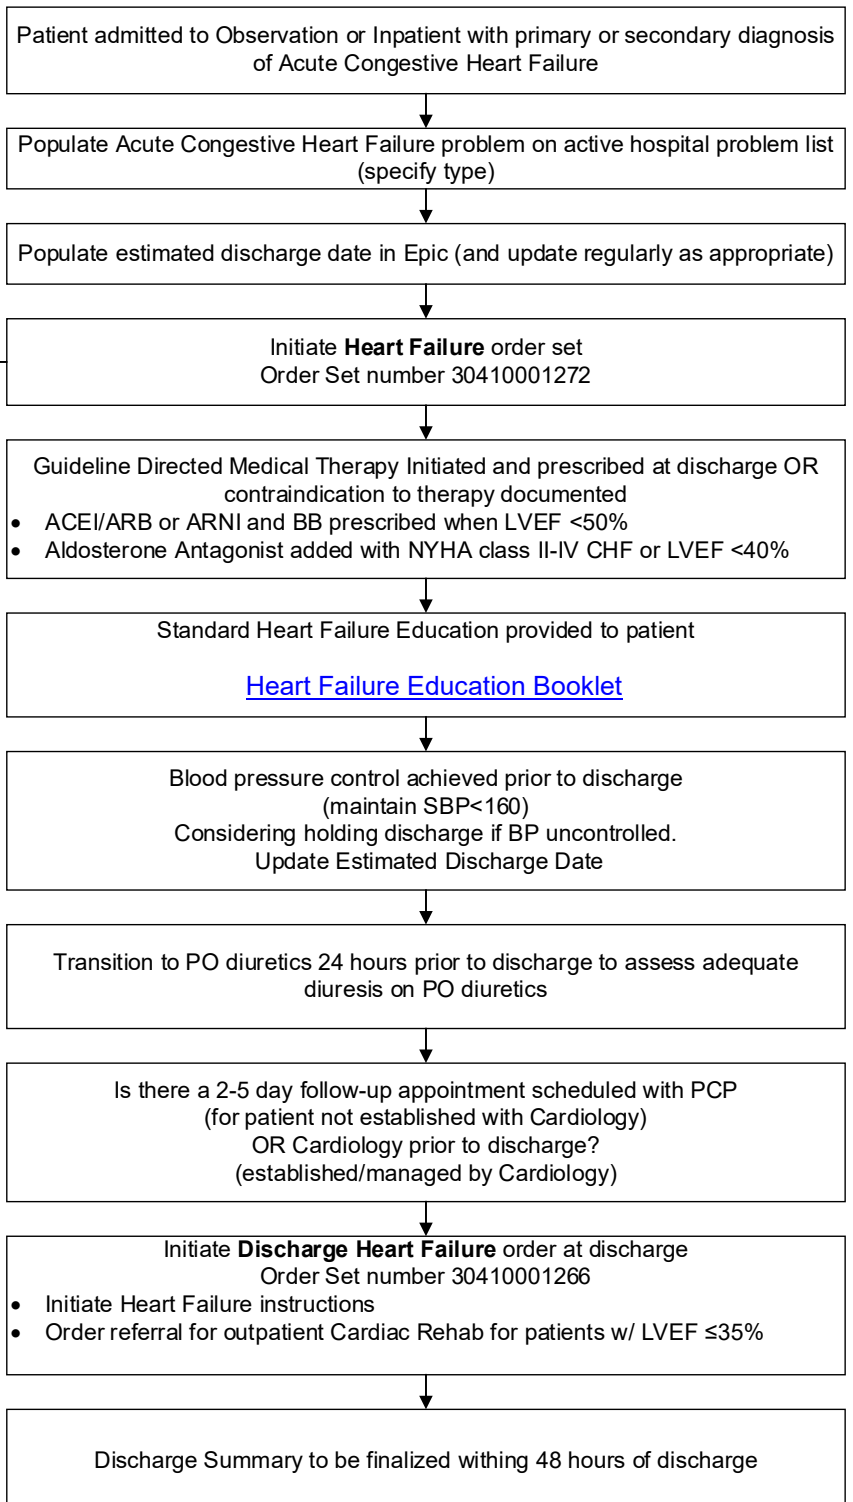 Patient admitted to Observation or Inpatient with primary or secondary diagnosis
of Acute Congestive Heart Failure
Populate Acute Congestive Heart Failure problem on active hospital problem list
(specify type)
Populate estimated discharge date in Epic (and update regularly as appropriate)
Initiate Heart Failure order set
Order Set number 30410001272
Guideline Directed Medical Therapy Initiated and prescribed at discharge OR
contraindication to therapy documented
• ACEI/ARB or ARNI and BB prescribed when LVEF <50%
• Aldosterone Antagonist added with NYHA class II-IV CHF or LVEF <40%
Standard Heart Failure Education provided to patient
Heart Failure Education Booklet
Blood pressure control achieved prior to discharge
(maintain SBP<160)
Considering holding discharge if BP uncontrolled.
Update Estimated Discharge Date
Transition to PO diuretics 24 hours prior to discharge to assess adequate
diuresis on PO diuretics
Is there a 2-5 day follow-up appointment scheduled with PCP
(for patient not established with Cardiology)
OR Cardiology prior to discharge?
(established/managed by Cardiology)
Initiate Discharge Heart Failure order at discharge
Order Set number 30410001266
• Initiate Heart Failure instructions
• Order referral for outpatient Cardiac Rehab for patients w/ LVEF ≤35%
Discharge Summary to be finalized withing 48 hours of discharge